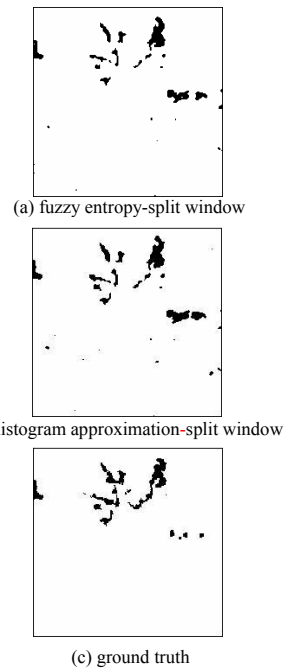 (a) fuzzy entropy-split window
istogram approximation-split window
(c) ground truth